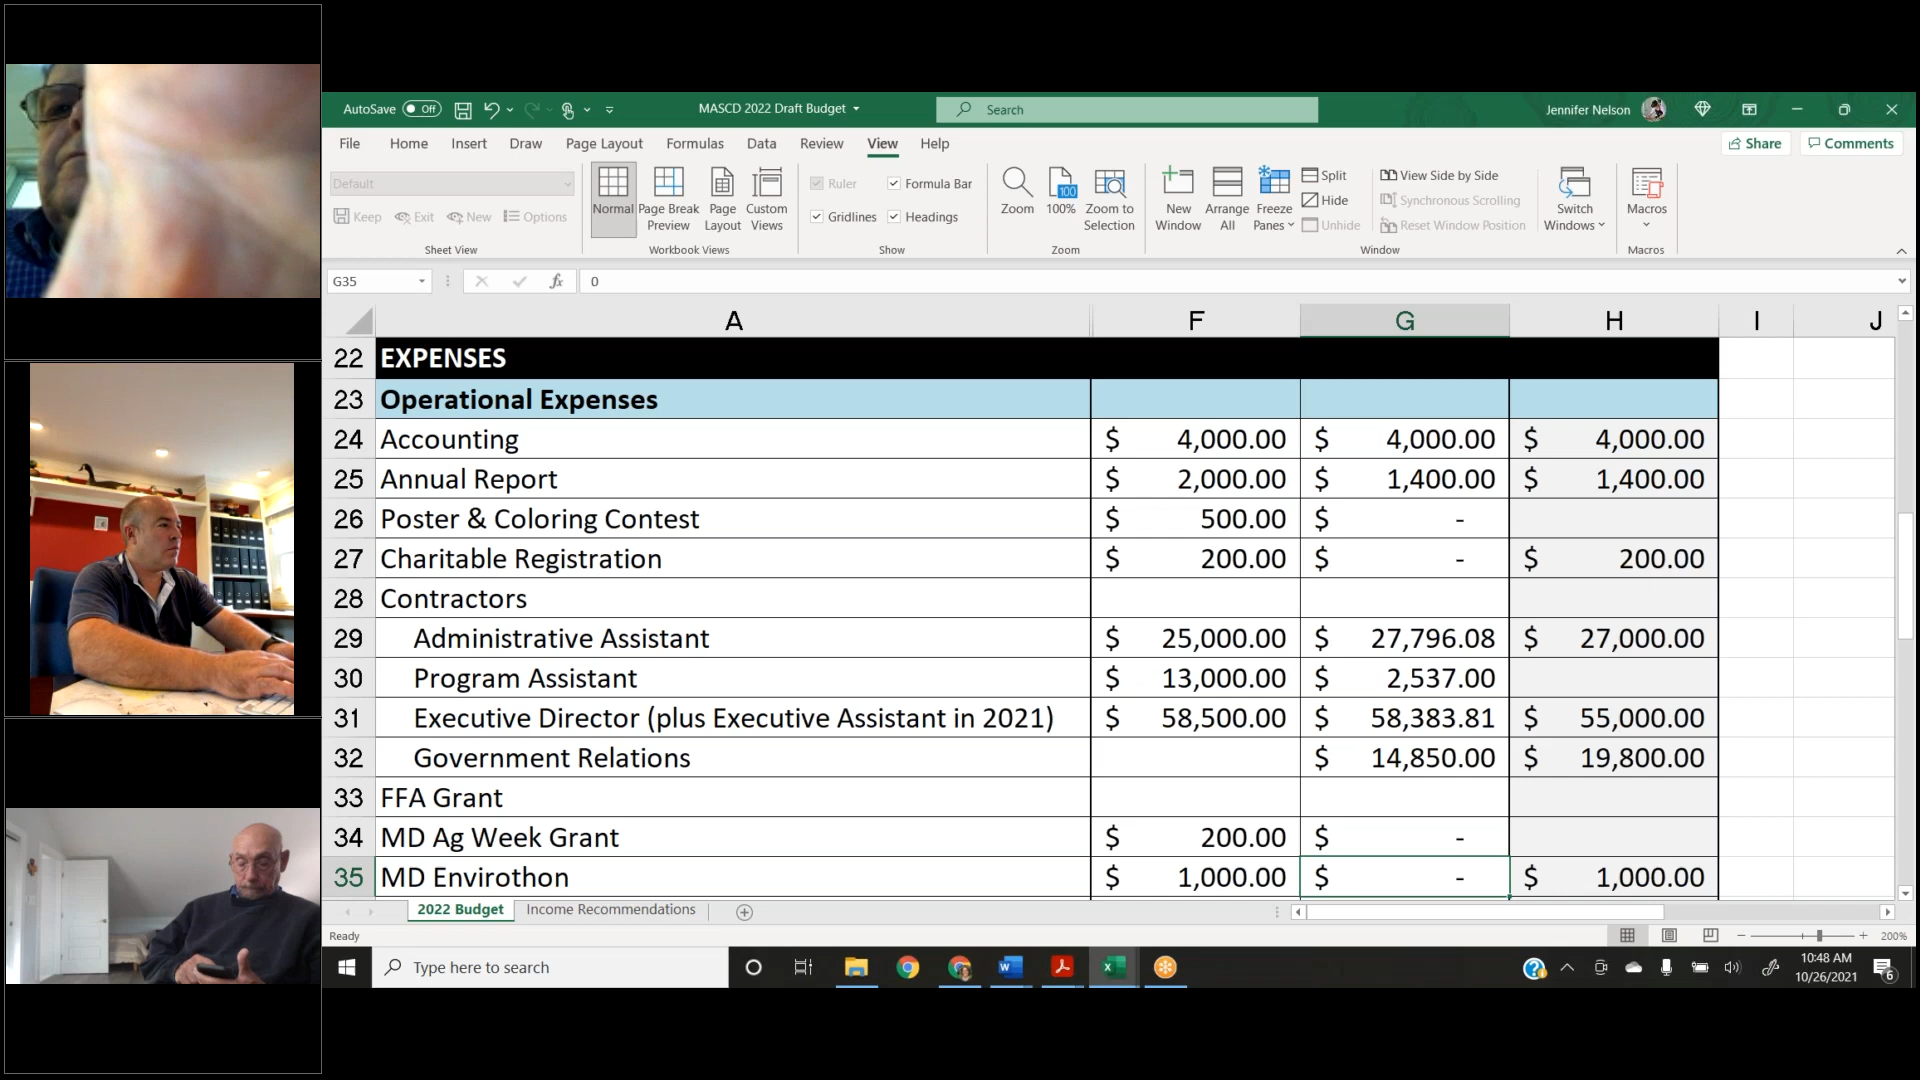 AutoSave Off MASCD 2022 Draft Budget Search Jennifer Nelson
File Home Insert Draw Page Layout Formulas Data Review View Help Share Comments
Default
Keep Exit New Options
Sheet View
Normal Page Break Preview Page Layout Custom Views
Workbook Views
Ruler Formula Bar
Gridlines Headings
Show
Zoom 100% Zoom to Selection
100
Zoom
New Window Arrange All Freeze Panes
Split View Side by Side
Hide Synchronous Scrolling
Unhide Reset Window Position
Window
Switch Windows
Macros
Macros
G35 fx 0
A F G H I J
22 EXPENSES
23 Operational Expenses
24 Accounting $ 4,000.00 $ 4,000.00 $ 4,000.00
25 Annual Report $ 2,000.00 $ 1,400.00 $ 1,400.00
26 Poster & Coloring Contest $ 500.00 $ -
27 Charitable Registration $ 200.00 $ - $ 200.00
28 Contractors
29 Administrative Assistant $ 25,000.00 $ 27,796.08 $ 27,000.00
30 Program Assistant $ 13,000.00 $ 2,537.00
31 Executive Director (plus Executive Assistant in 2021) $ 58,500.00 $ 58,383.81 $ 55,000.00
32 Government Relations $ 14,850.00 $ 19,800.00
33 FFA Grant
34 MD Ag Week Grant $ 200.00 $ -
35 MD Envirothon $ 1,000.00 $ - $ 1,000.00
2022 Budget Income Recommendations
Ready 200%
Type here to search
10:48 AM
10/26/2021
6